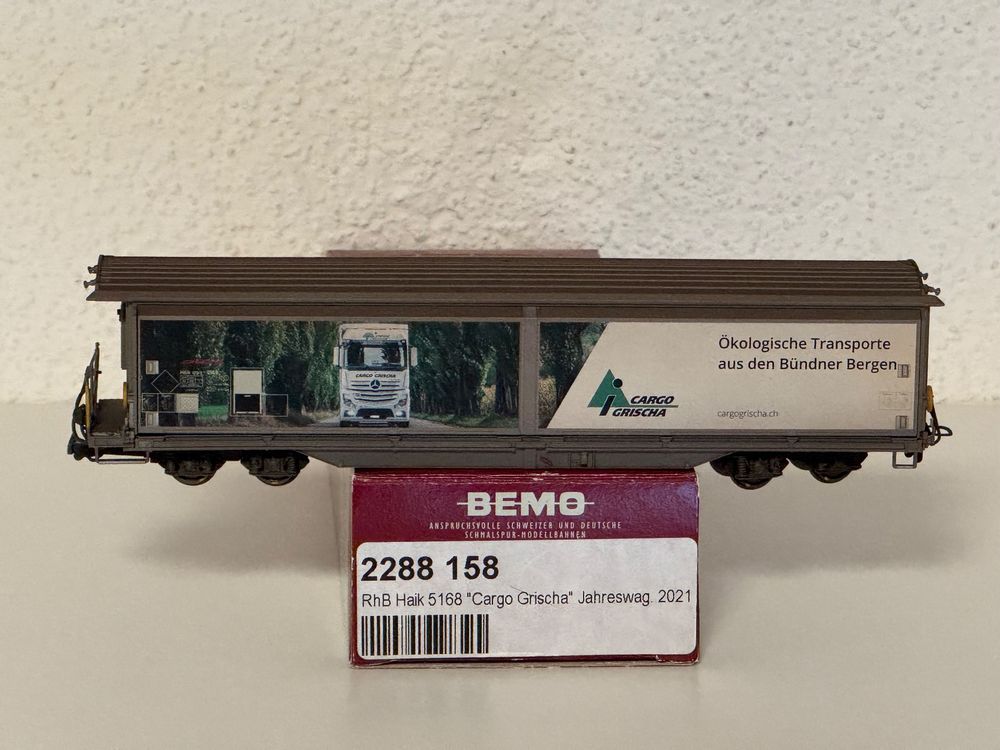 Ökologische Transporte
aus den Bündner Bergen
CARGO GRISCHA
CARGO
GRISCHA
cargogrischa.ch
BEMO
ANSPRUCHSVOLLE SCHWEIZER UND DEUTSCHE
SCHMALSPUR-MODELLBAHNEN
2288 158
RhB Haik 5168 "Cargo Grischa" Jahreswag. 2021